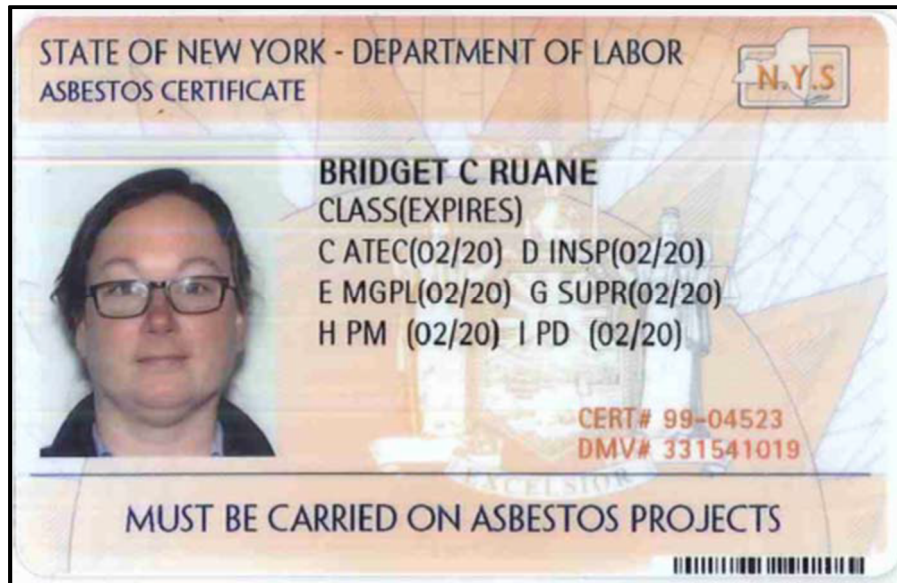 STATE OF NEW YORK - DEPARTMENT OF LABOR
ASBESTOS CERTIFICATE
N.Y.S
BRIDGET C RUANE
CLASS(EXPIRES)
C ATEC(02/20) D INSP(02/20)
E MGPL(02/20) G SUPR(02/20)
H PM (02/20) I PD (02/20)
CERT# 99-04523
DMV# 331541019
EXCELSIOR
MUST BE CARRIED ON ASBESTOS PROJECTS